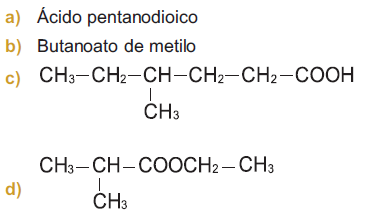 a) Ácido pentanodioico
b) Butanoato de metilo
c) CH₃–CH₂–CH–CH₂–CH₂–COOH
|
CH₃
CH₃–CH–COOCH₂–CH₃
|
d) CH₃